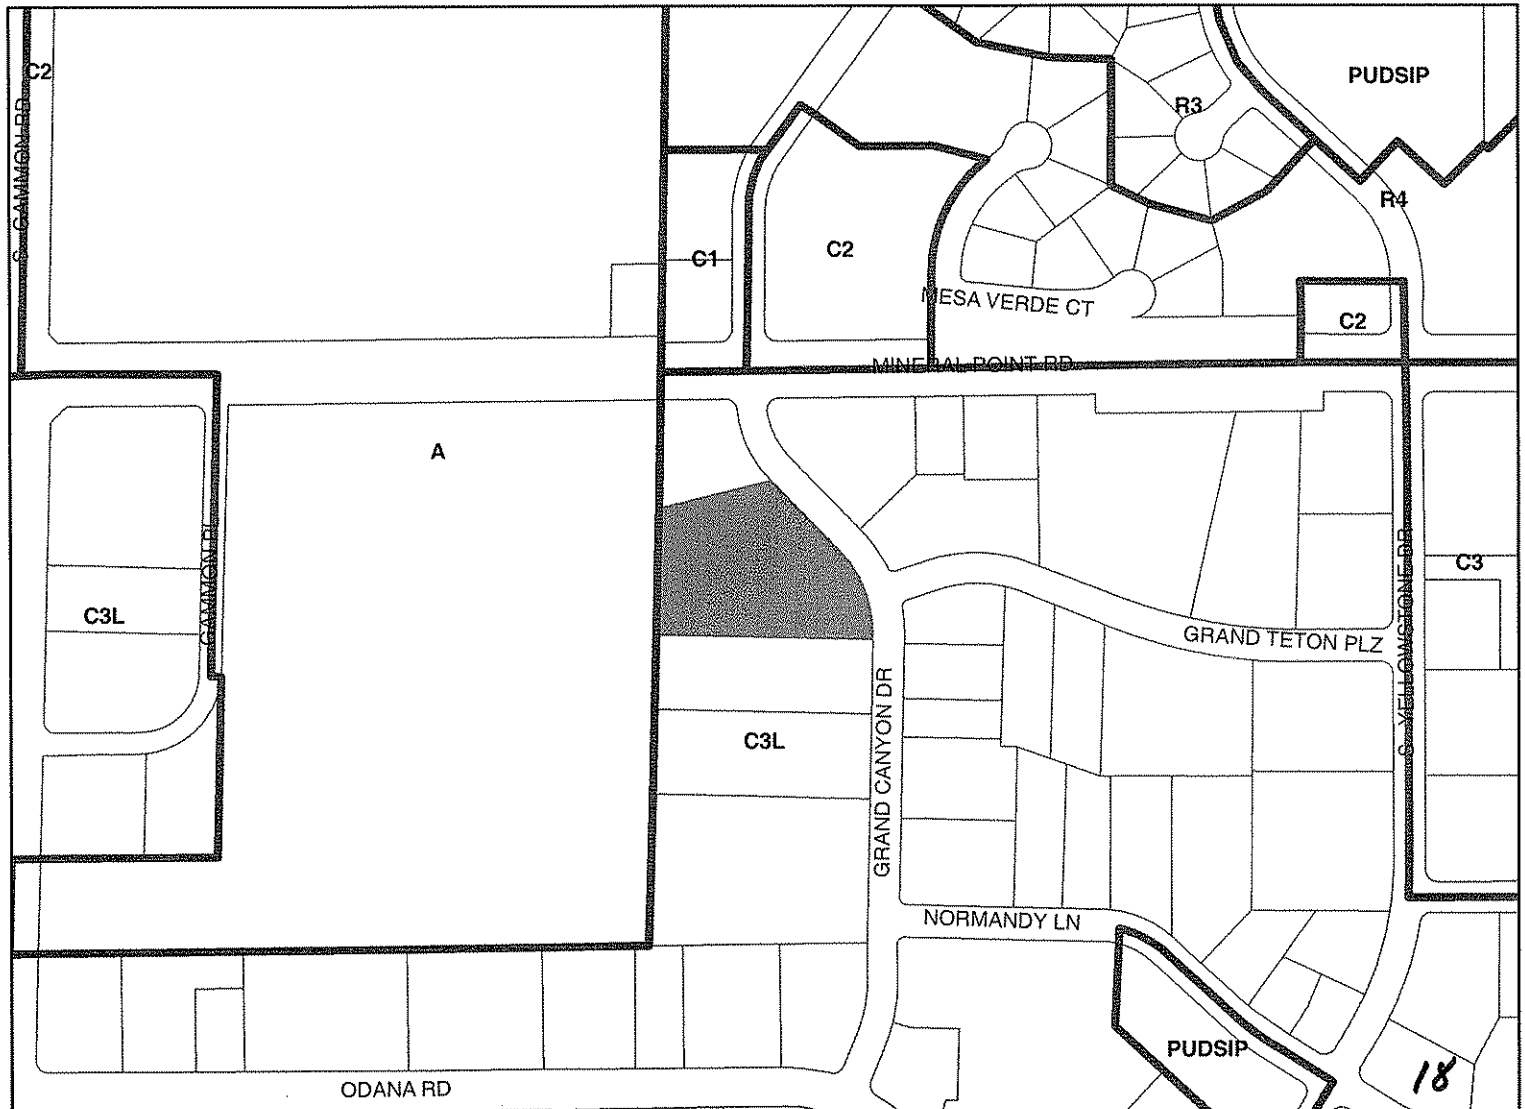 C2
S GAMMON RD
PUDSIP
R3
R4
C1
C2
MESA VERDE CT
C2
MINERAL POINT RD
A
GAMMON PL
C3L
C3
S YELLOWSTONE DR
GRAND TETON PLZ
GRAND CANYON DR
C3L
NORMANDY LN
PUDSIP
ODANA RD
18